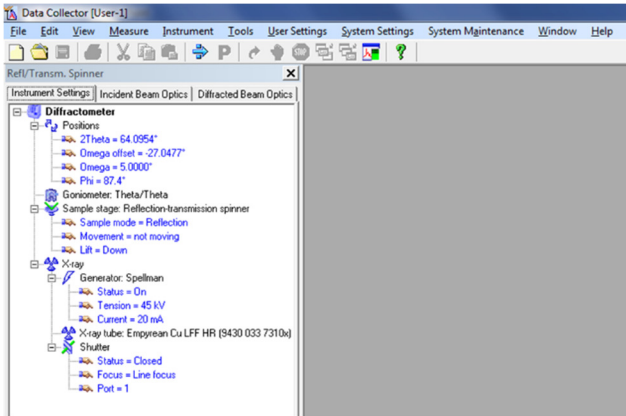 Data Collector [User-1]
File Edit View Measure Instrument Tools User Settings System Settings System Maintenance Window Help
Refl/Transm. Spinner
Instrument Settings Incident Beam Optics Diffracted Beam Optics
Diffractometer
Positions
2Theta = 64.0954°
Omega offset = -27.0477°
Omega = 5.0000°
Phi = 87.4°
Goniometer: Theta/Theta
Sample stage: Reflection-transmission spinner
Sample mode = Reflection
Movement = not moving
Lift = Down
X-ray
Generator: Spellman
Status = On
Tension = 45 kV
Current = 20 mA
X-ray tube: Empyrean Cu LFF HR (9430 033 7310x)
Shutter
Status = Closed
Focus = Line focus
Port = 1